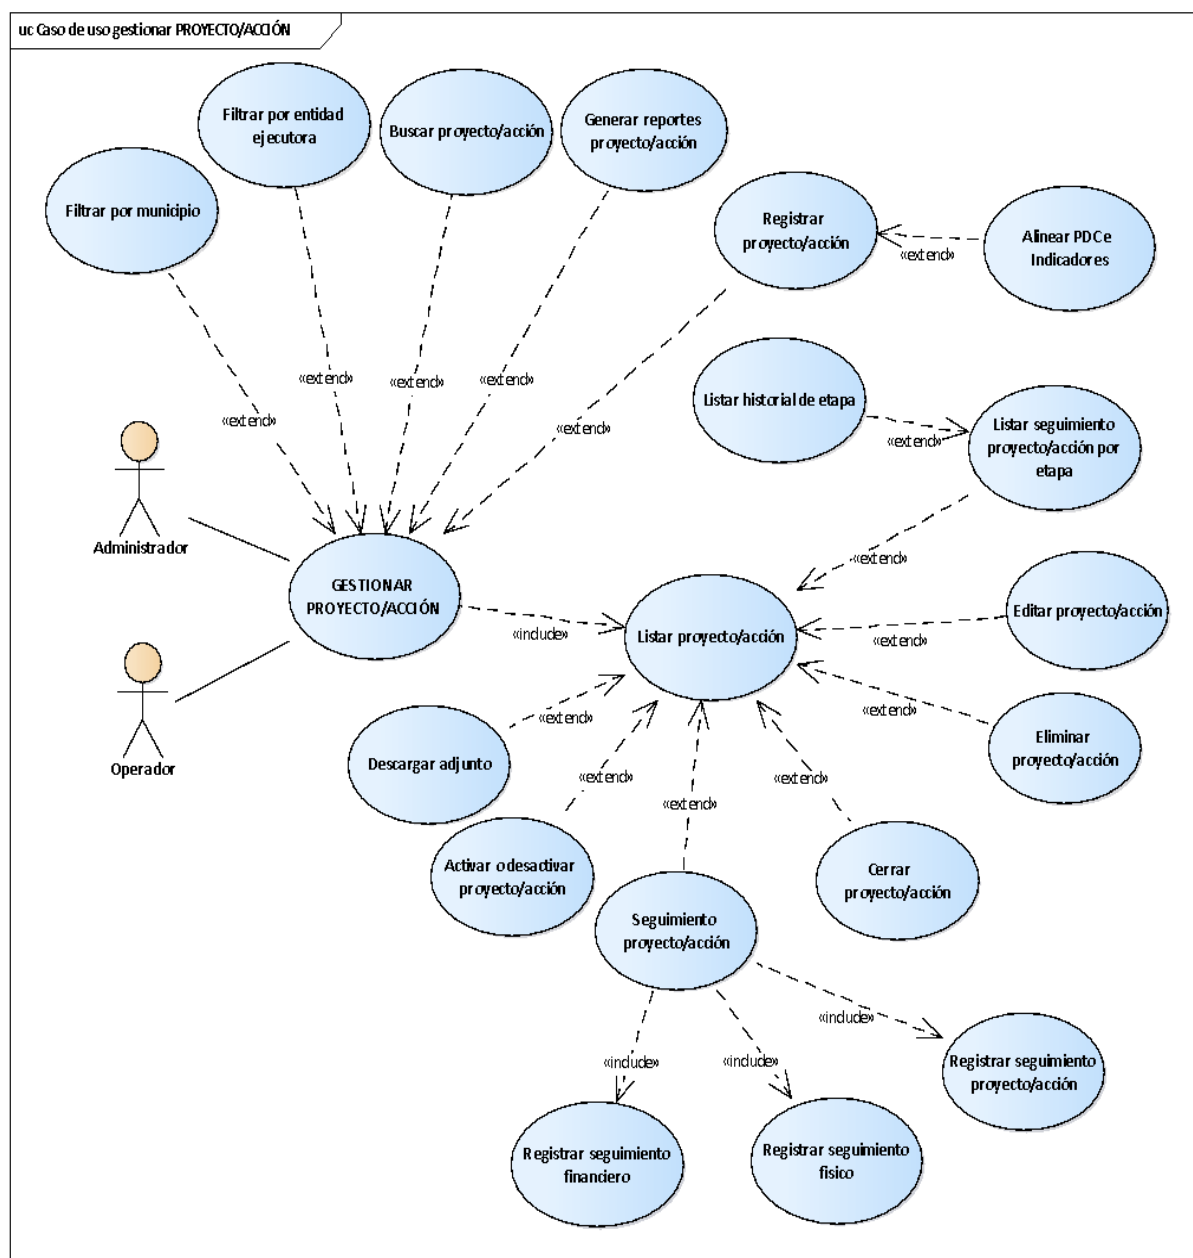 uc Caso de uso gestionar PROYECTO/ACCIÓN
Filtrar por entidad
ejecutora
Buscar proyecto/acción
Generar reportes
proyecto/acción
Filtrar por municipio
Registrar
proyecto/acción
Alinear PDC e
Indicadores
«extend»
Listar historial de etapa
Listar seguimiento
proyecto/acción por
etapa
«extend»
«extend»
«extend»
«extend»
«extend»
«extend»
«extend»
Administrador
GESTIONAR
PROYECTO/ACCIÓN
«include»
Listar proyecto/acción
Editar proyecto/acción
«extend»
Operador
Descargar adjunto
«extend»
«extend»
Eliminar
proyecto/acción
«extend»
«extend»
«extend»
Activar o desactivar
proyecto/acción
Cerrar
proyecto/acción
Seguimiento
proyecto/acción
«include»
«include»
«include»
Registrar seguimiento
proyecto/acción
Registrar seguimiento
financiero
Registrar seguimiento
fisico